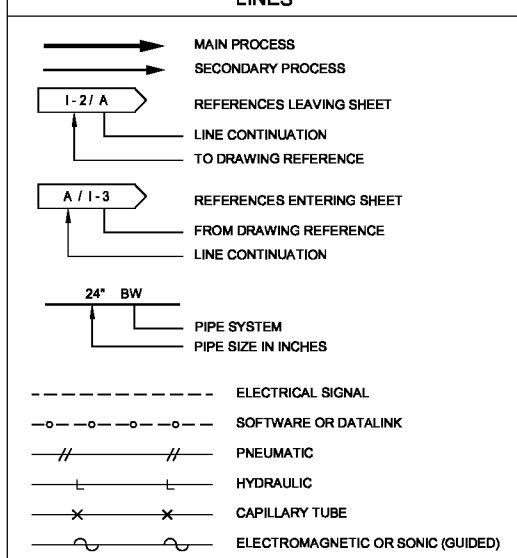 LINES
MAIN PROCESS
SECONDARY PROCESS
I-2/ A
REFERENCES LEAVING SHEET
LINE CONTINUATION
TO DRAWING REFERENCE
A / I-3
REFERENCES ENTERING SHEET
FROM DRAWING REFERENCE
LINE CONTINUATION
24" BW
PIPE SYSTEM
PIPE SIZE IN INCHES
ELECTRICAL SIGNAL
SOFTWARE OR DATALINK
PNEUMATIC
HYDRAULIC
CAPILLARY TUBE
ELECTROMAGNETIC OR SONIC (GUIDED)